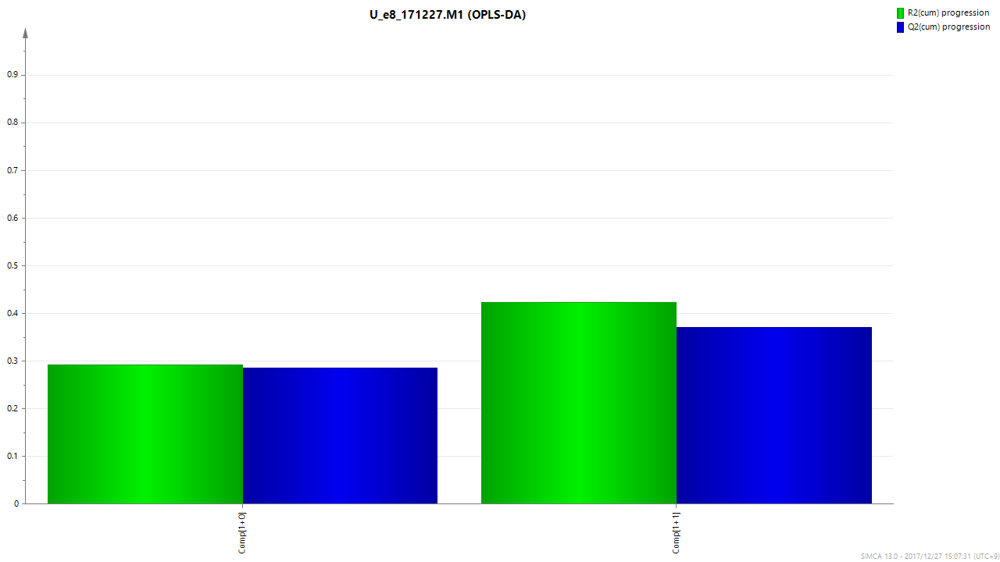 U_e8_171227.M1 (OPLS-DA)
R2(cum) progression
Q2(cum) progression
0.9
0.8
0.7
0.6
0.5
0.4
0.3
0.2
0.1
0
Comp[1+0]
Comp[1+1]
SIMCA 13.0 - 2017/12/27 15:07:31 (UTC+9)